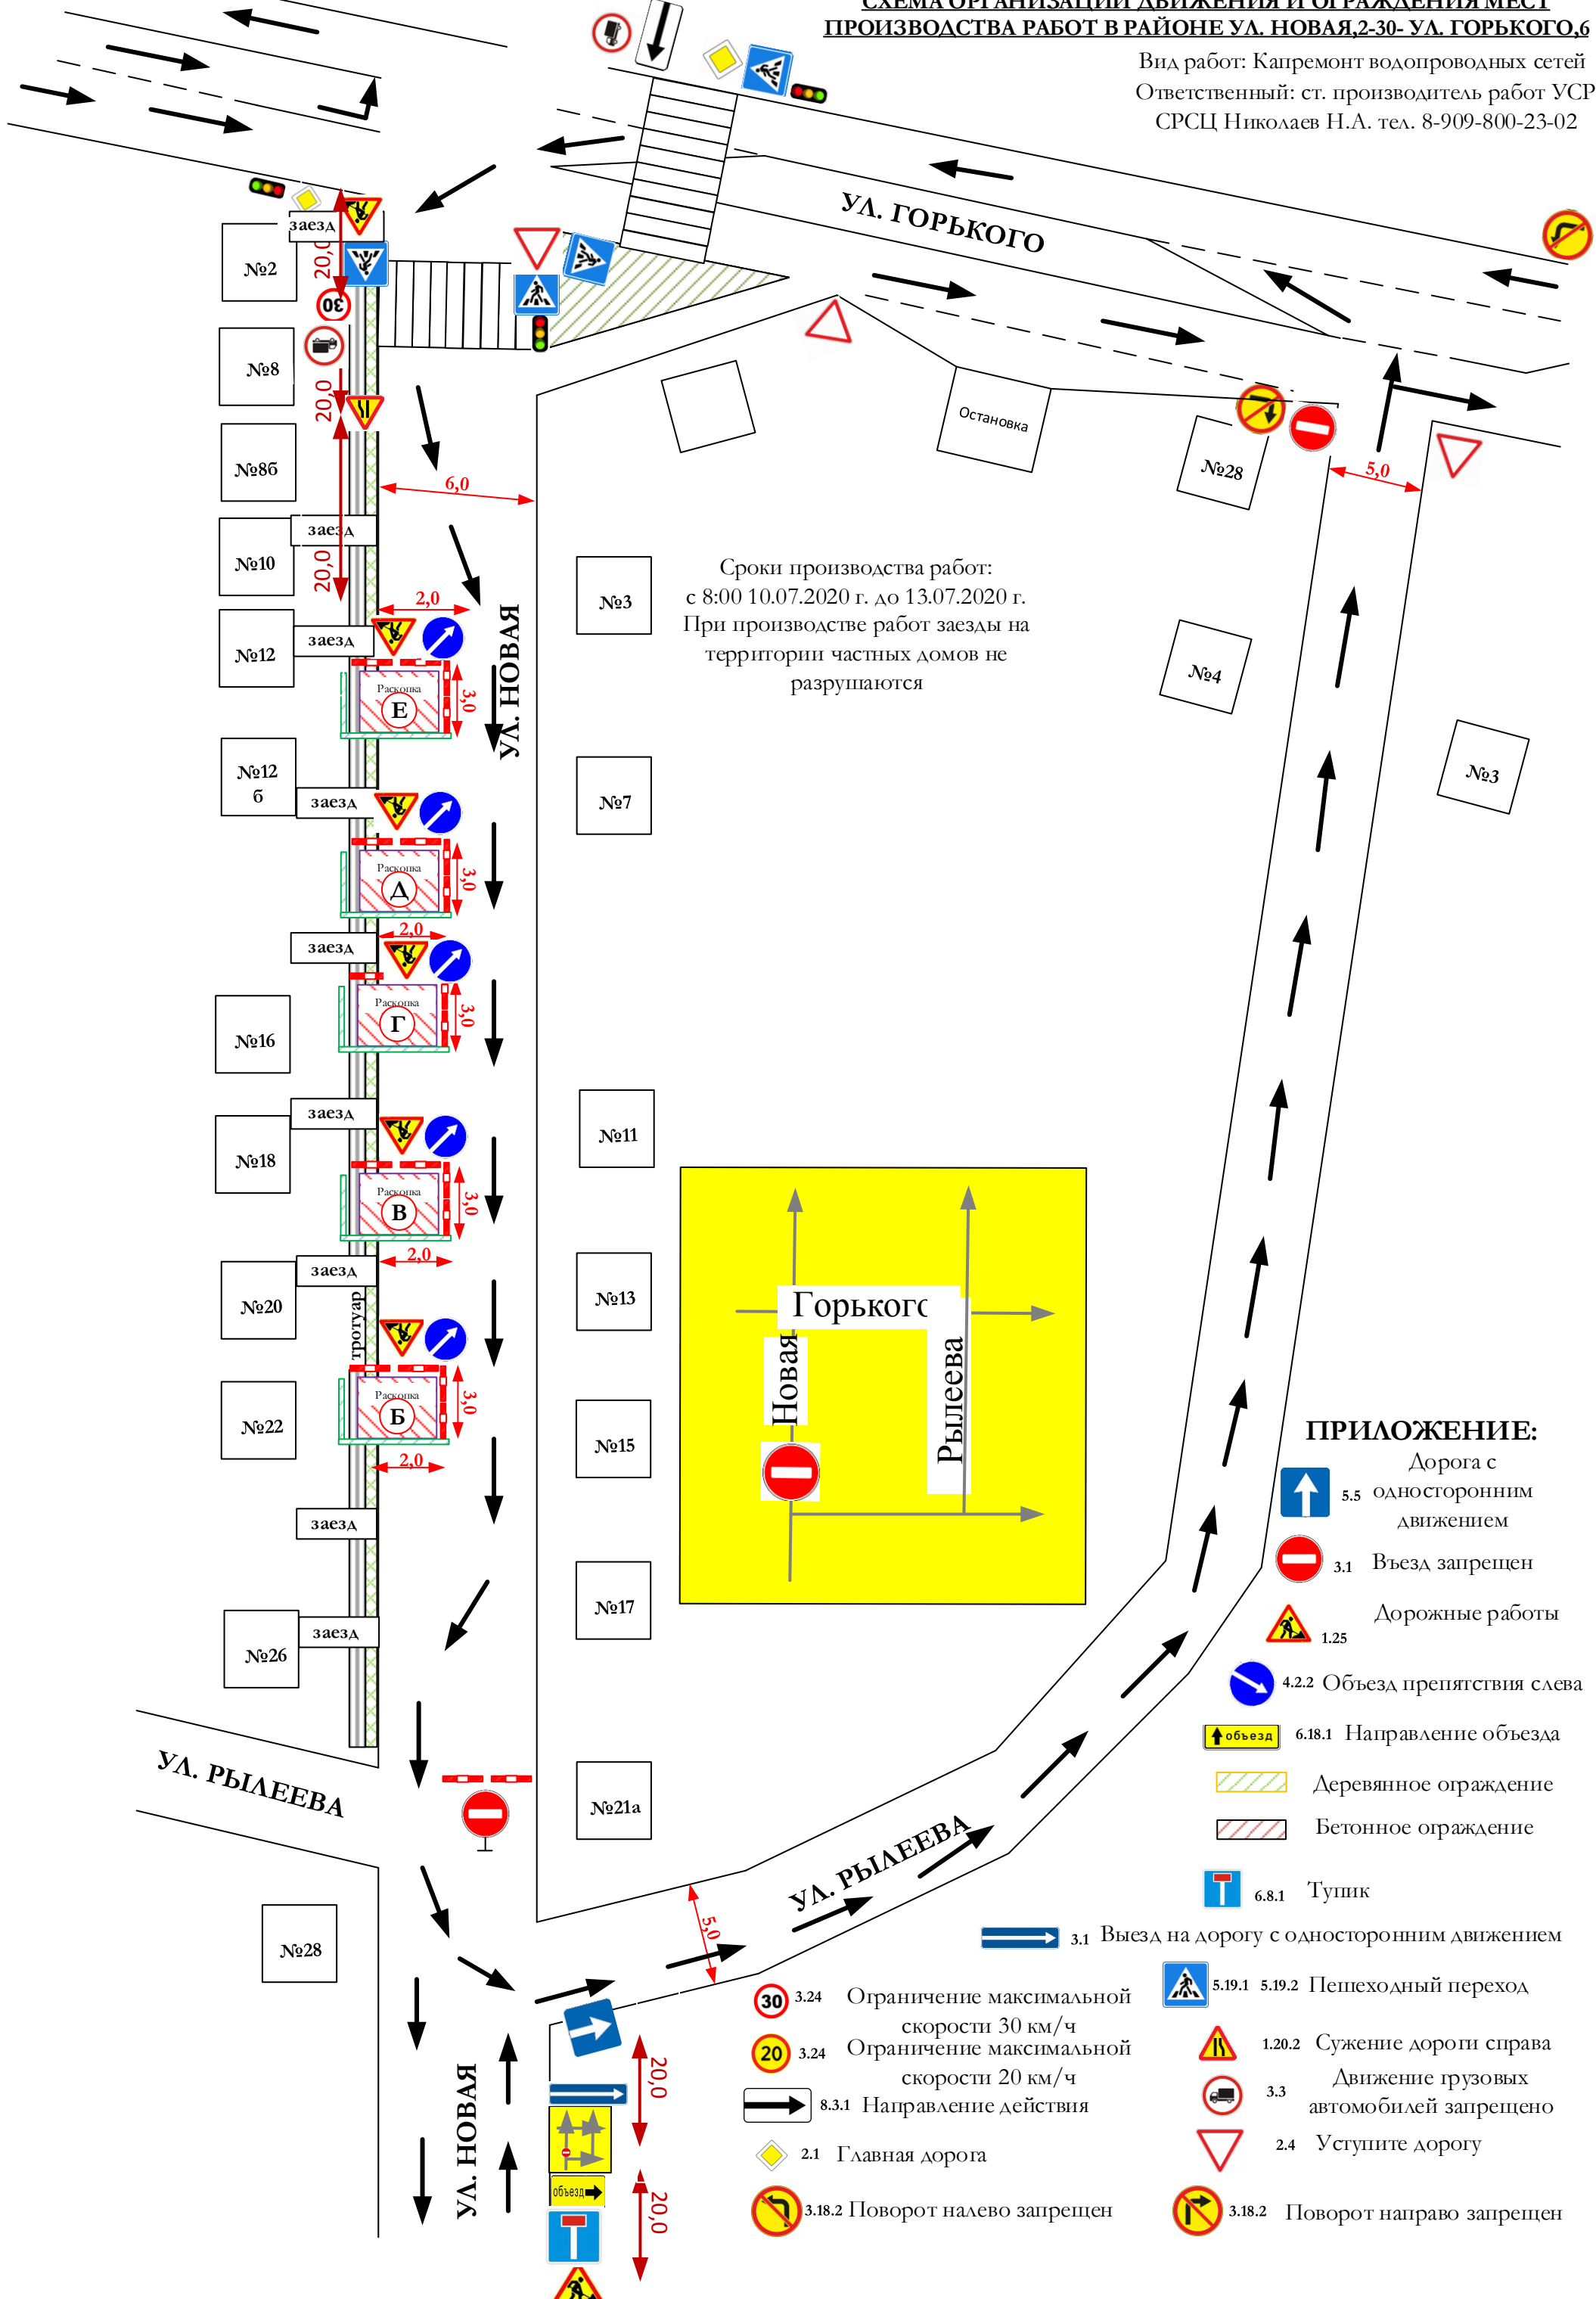 СХЕМА ОРГАНИЗАЦИИ ДВИЖЕНИЯ И ОГРАЖДЕНИЯ МЕСТ
ПРОИЗВОДСТВА РАБОТ В РАЙОНЕ УЛ. НОВАЯ,2-30- УЛ. ГОРЬКОГО,6
Вид работ: Капремонт водопроводных сетей
Ответственный: ст. производитель работ УСР
СРСЦ Николаев Н.А. тел. 8-909-800-23-02
УЛ. ГОРЬКОГО
заезд
№2
20,0
30
№8
20,0
Остановка
№28
5,0
№8б
6,0
заезд
№10
20,0
Сроки производства работ:
с 8:00 10.07.2020 г. до 13.07.2020 г.
При производстве работ заезды на
территории частных домов не
разрушаются
№3
2,0
№12
заезд
УЛ. НОВАЯ
№4
Раскопка
Е
3,0
№12
б
заезд
№7
№3
Раскопка
Д
3,0
2,0
заезд
Раскопка
Г
3,0
№16
заезд
№11
№18
Раскопка
В
3,0
2,0
заезд
№20
тротуар
№13
Горького
Новая
Рылеева
№22
Раскопка
Б
3,0
2,0
№15
заезд
№17
заезд
№26
УЛ. РЫЛЕЕВА
№21а
УЛ. РЫЛЕЕВА
5,0
№28
УЛ. НОВАЯ
20,0
объезд
20,0
ПРИЛОЖЕНИЕ:
5.5 Дорога с
односторонним
движением
3.1 Въезд запрещен
1.25 Дорожные работы
4.2.2 Объезд препятствия слева
объезд 6.18.1 Направление объезда
Деревянное ограждение
Бетонное ограждение
6.8.1 Тупик
3.1 Выезд на дорогу с односторонним движением
30 3.24 Ограничение максимальной
скорости 30 км/ч
20 3.24 Ограничение максимальной
скорости 20 км/ч
8.3.1 Направление действия
2.1 Главная дорога
3.18.2 Поворот налево запрещен
5.19.1 5.19.2 Пешеходный переход
1.20.2 Сужение дороги справа
3.3 Движение грузовых
автомобилей запрещено
2.4 Уступите дорогу
3.18.2 Поворот направо запрещен